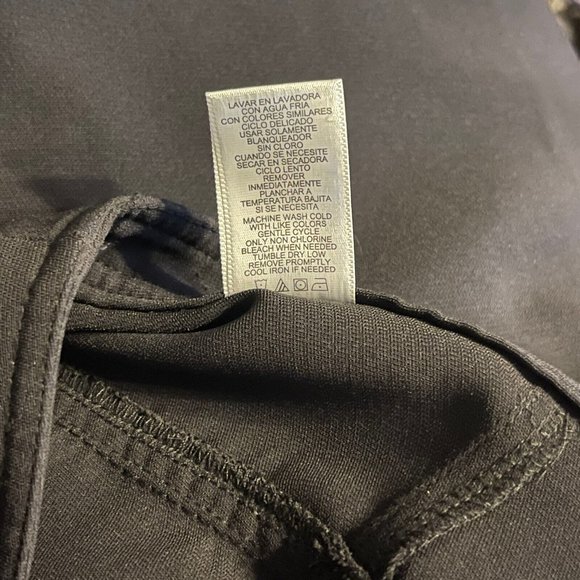 LAVAR EN LAVADORA
CON AGUA FRIA
CON COLORES SIMILARES
CICLO DELICADO
USAR SOLAMENTE
BLANQUEADOR
SIN CLORO
CUANDO SE NECESITE
SECAR EN SECADORA
CICLO LENTO
REMOVER
INMEDIATAMENTE
PLANCHAR A
TEMPERATURA BAJITA
SI SE NECESITA
MACHINE WASH COLD
WITH LIKE COLORS
GENTLE CYCLE
ONLY NON CHLORINE
BLEACH WHEN NEEDED
TUMBLE DRY LOW
REMOVE PROMPTLY
COOL IRON IF NEEDED